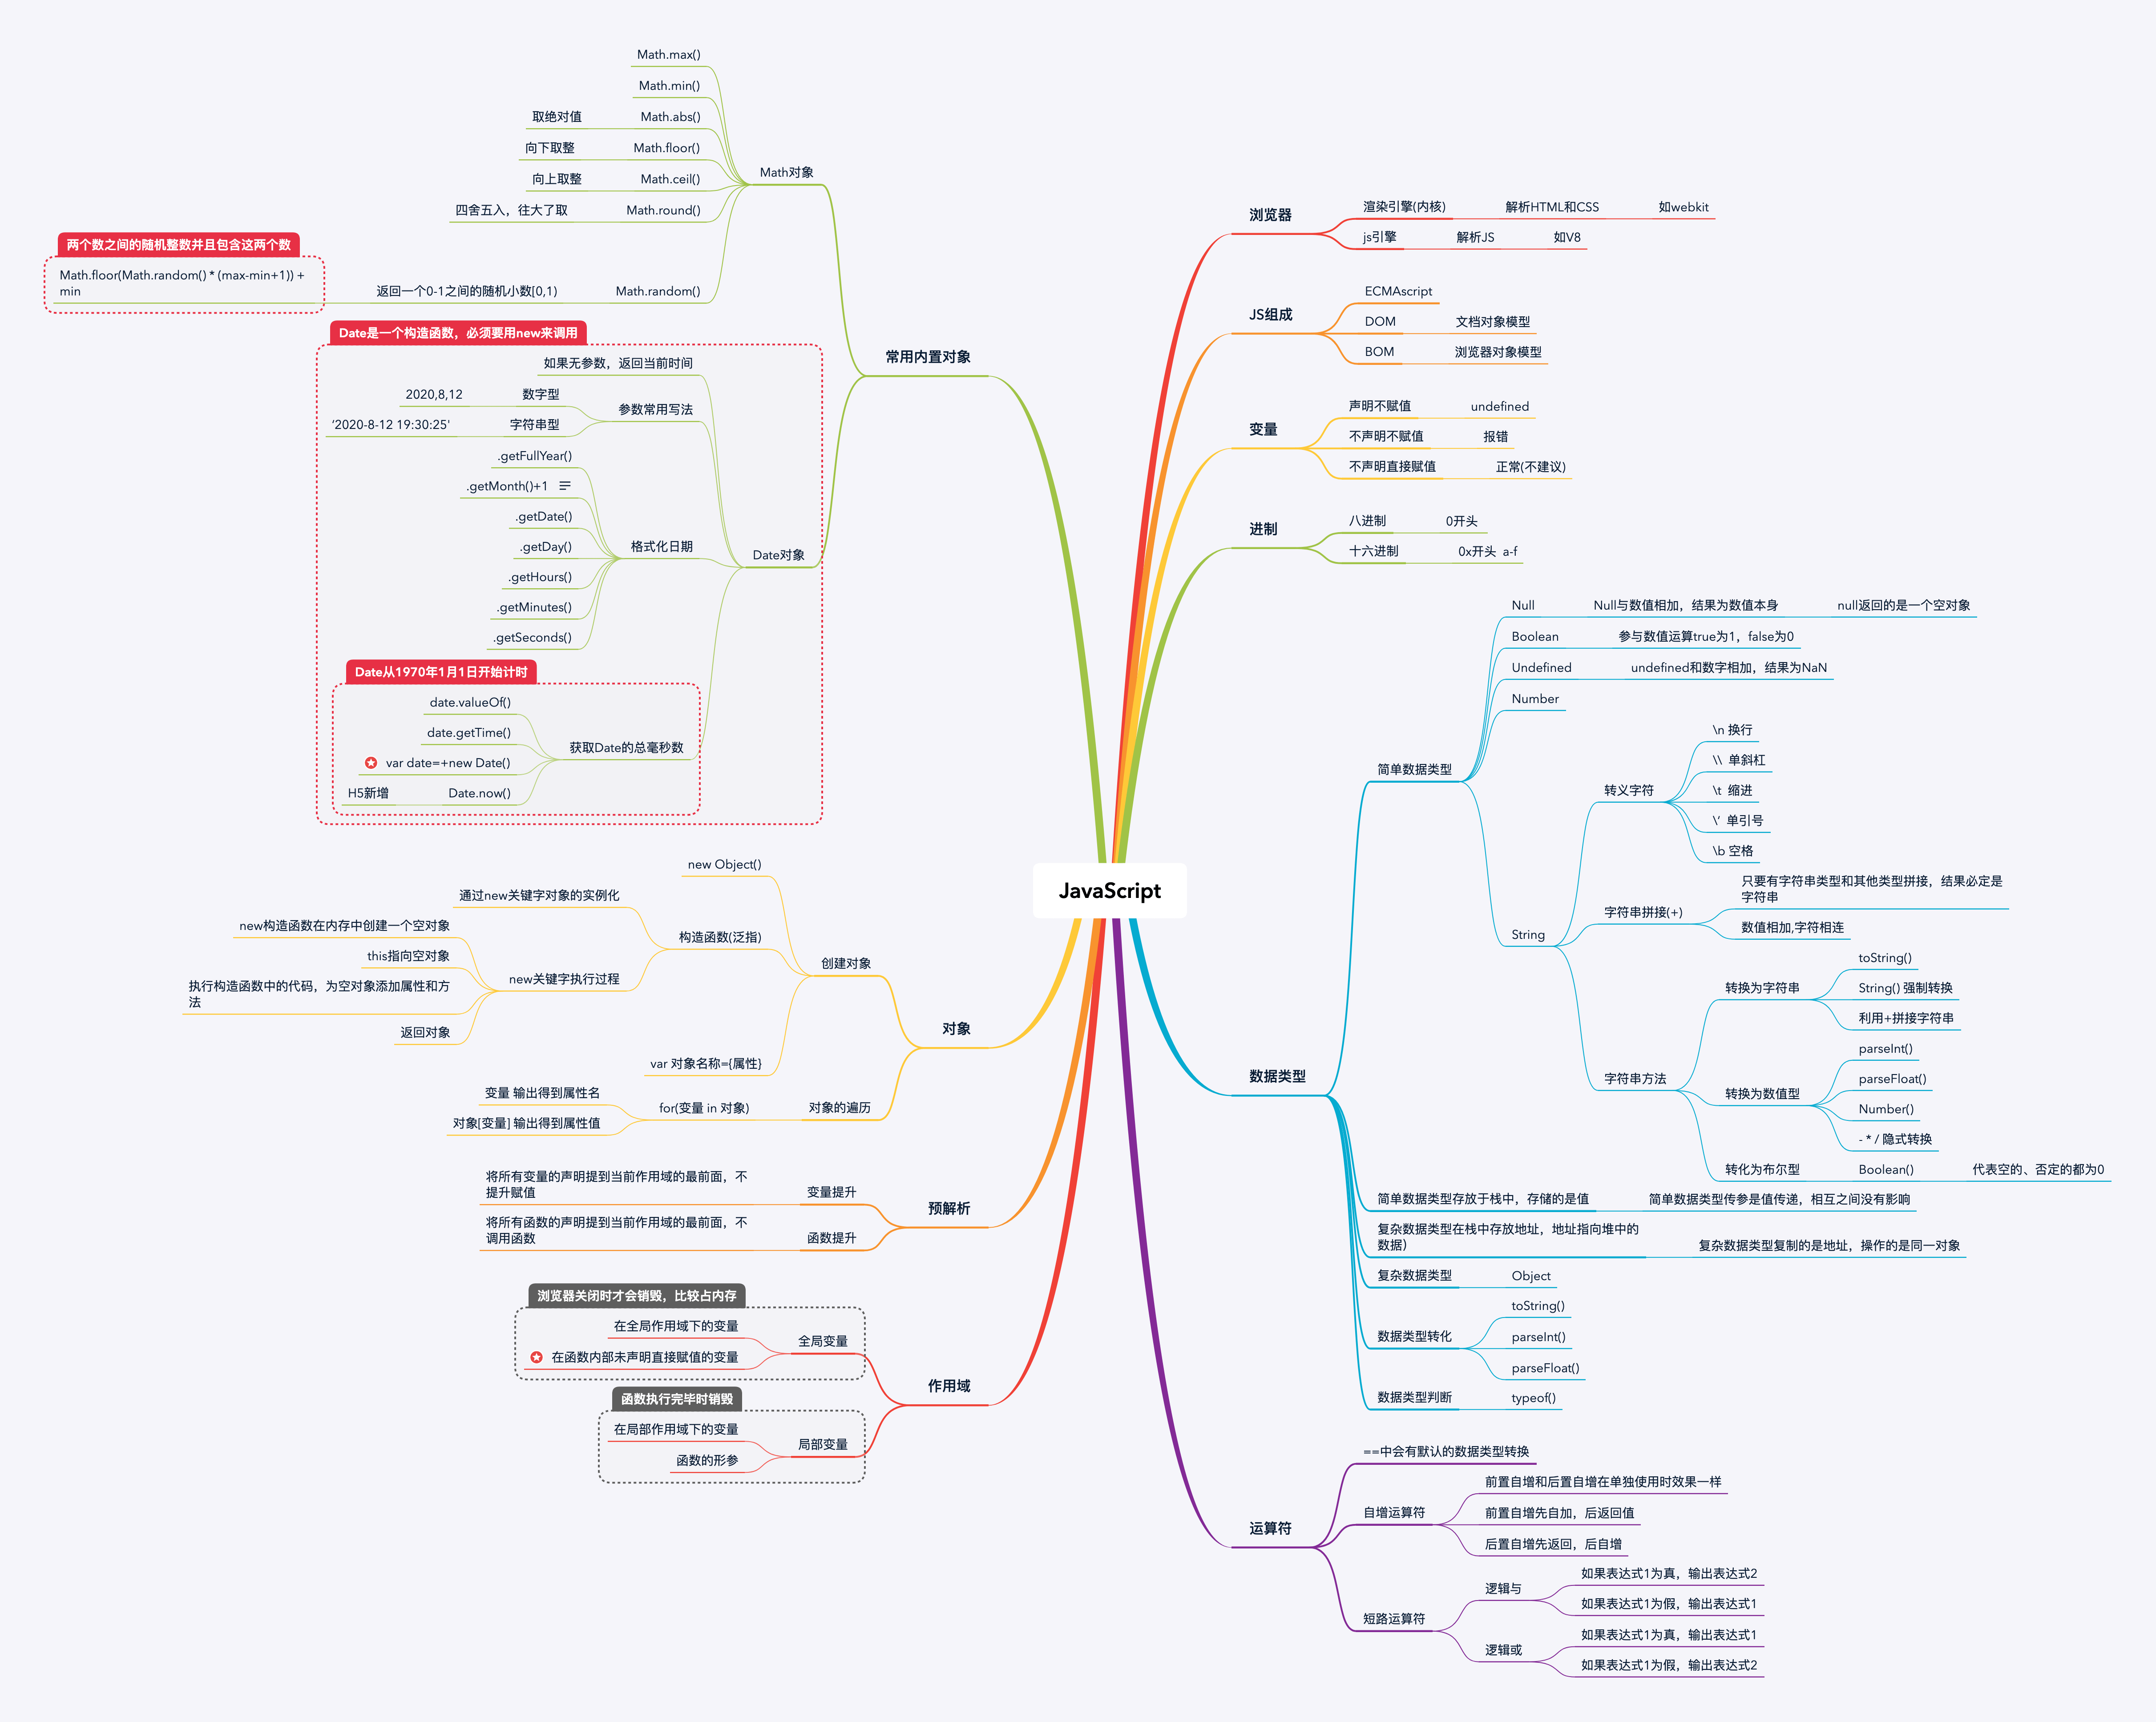 JavaScript
浏览器
渲染引擎(内核)
解析HTML和CSS
如webkit
js引擎
解析JS
如V8
JS组成
ECMAscript
DOM
文档对象模型
BOM
浏览器对象模型
变量
声明不赋值
undefined
不声明不赋值
报错
不声明直接赋值
正常(不建议)
进制
八进制
0开头
十六进制
0x开头 a-f
数据类型
简单数据类型
Null
Null与数值相加，结果为数值本身
null返回的是一个空对象
Boolean
参与数值运算true为1，false为0
Undefined
undefined和数字相加，结果为NaN
Number
String
转义字符
\n 换行
\\ 单斜杠
\t 缩进
\‘ 单引号
\b 空格
字符串拼接(+)
只要有字符串类型和其他类型拼接，结果必定是
字符串
数值相加,字符相连
字符串方法
转换为字符串
toString()
String() 强制转换
利用+拼接字符串
转换为数值型
parseInt()
parseFloat()
Number()
- * / 隐式转换
转化为布尔型
Boolean()
代表空的、否定的都为0
简单数据类型存放于栈中，存储的是值
简单数据类型传参是值传递，相互之间没有影响
复杂数据类型在栈中存放地址，地址指向堆中的
数据）
复杂数据类型复制的是地址，操作的是同一对象
复杂数据类型
Object
数据类型转化
toString()
parseInt()
parseFloat()
数据类型判断
typeof()
运算符
==中会有默认的数据类型转换
自增运算符
前置自增和后置自增在单独使用时效果一样
前置自增先自加，后返回值
后置自增先返回，后自增
短路运算符
逻辑与
如果表达式1为真，输出表达式2
如果表达式1为假，输出表达式1
逻辑或
如果表达式1为真，输出表达式1
如果表达式1为假，输出表达式2
常用内置对象
Math对象
Math.max()
Math.min()
Math.abs()
取绝对值
Math.floor()
向下取整
Math.ceil()
向上取整
Math.round()
四舍五入，往大了取
Math.random()
返回一个0-1之间的随机小数[0,1)
两个数之间的随机整数并且包含这两个数
Math.floor(Math.random() * (max-min+1)) +
min
Date是一个构造函数，必须要用new来调用
Date对象
如果无参数，返回当前时间
参数常用写法
数字型
2020,8,12
字符串型
‘2020-8-12 19:30:25'
格式化日期
.getFullYear()
.getMonth()+1
.getDate()
.getDay()
.getHours()
.getMinutes()
.getSeconds()
Date从1970年1月1日开始计时
获取Date的总毫秒数
date.valueOf()
date.getTime()
var date=+new Date()
Date.now()
H5新增
对象
创建对象
new Object()
构造函数(泛指)
通过new关键字对象的实例化
new关键字执行过程
new构造函数在内存中创建一个空对象
this指向空对象
执行构造函数中的代码，为空对象添加属性和方
法
返回对象
var 对象名称={属性}
对象的遍历
for(变量 in 对象)
变量 输出得到属性名
对象[变量] 输出得到属性值
预解析
变量提升
将所有变量的声明提到当前作用域的最前面，不
提升赋值
函数提升
将所有函数的声明提到当前作用域的最前面，不
调用函数
作用域
浏览器关闭时才会销毁，比较占内存
全局变量
在全局作用域下的变量
在函数内部未声明直接赋值的变量
函数执行完毕时销毁
局部变量
在局部作用域下的变量
函数的形参